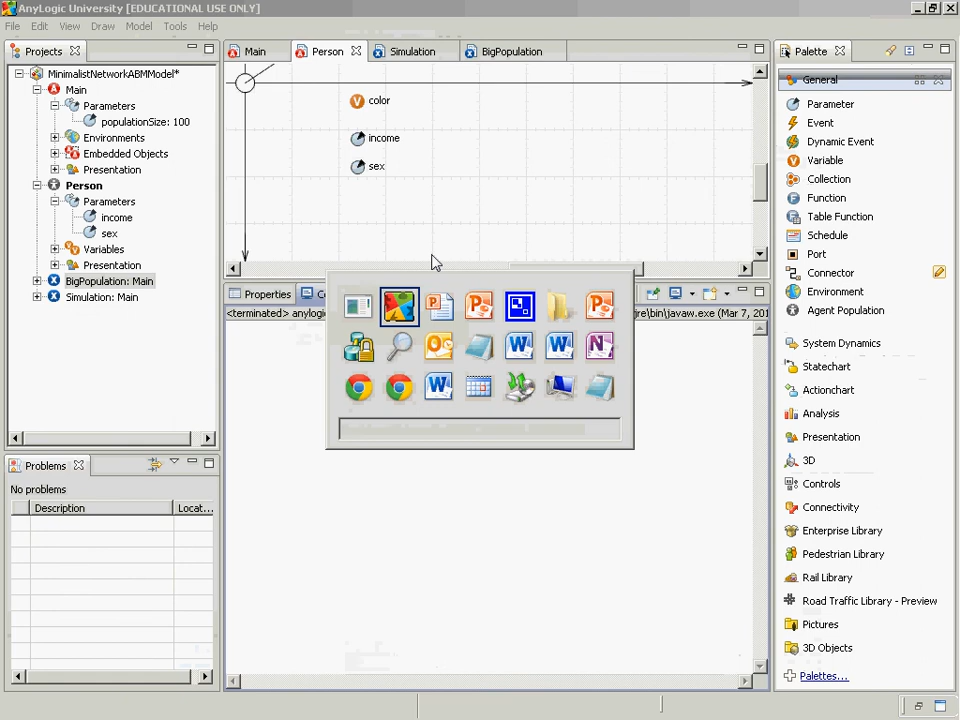 AnyLogic University [EDUCATIONAL USE ONLY]
File Edit View Draw Model Tools Help
Projects
MinimalistNetworkABMModel*
Main
Parameters
populationSize: 100
Environments
Embedded Objects
Presentation
Person
Parameters
income
sex
Variables
Presentation
BigPopulation: Main
Simulation: Main
Problems
No problems
Description Locat...
Main Person Simulation BigPopulation
color
income
sex
Properties
<terminated> anylogic
jre\bin\javaw.exe (Mar 7, 201
Palette
General
Parameter
Event
Dynamic Event
Variable
Collection
Function
Table Function
Schedule
Port
Connector
Environment
Agent Population
System Dynamics
Statechart
Actionchart
Analysis
Presentation
3D
Controls
Connectivity
Enterprise Library
Pedestrian Library
Rail Library
Road Traffic Library - Preview
Pictures
3D Objects
Palettes...